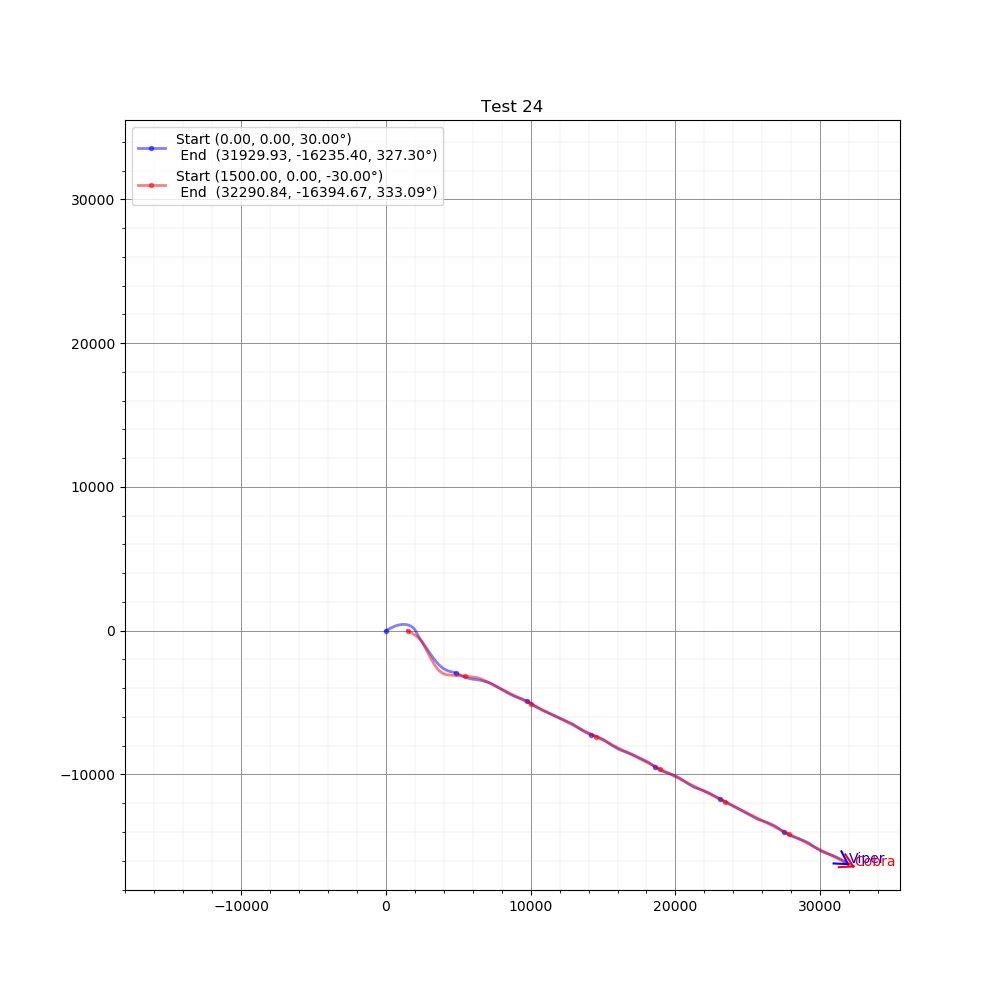 Test 24
Start (0.00, 0.00, 30.00°)
End (31929.93, -16235.40, 327.30°)
Start (1500.00, 0.00, -30.00°)
End (32290.84, -16394.67, 333.09°)
30000
20000
10000
0
−10000
Viper
Cobra
−10000
0
10000
20000
30000